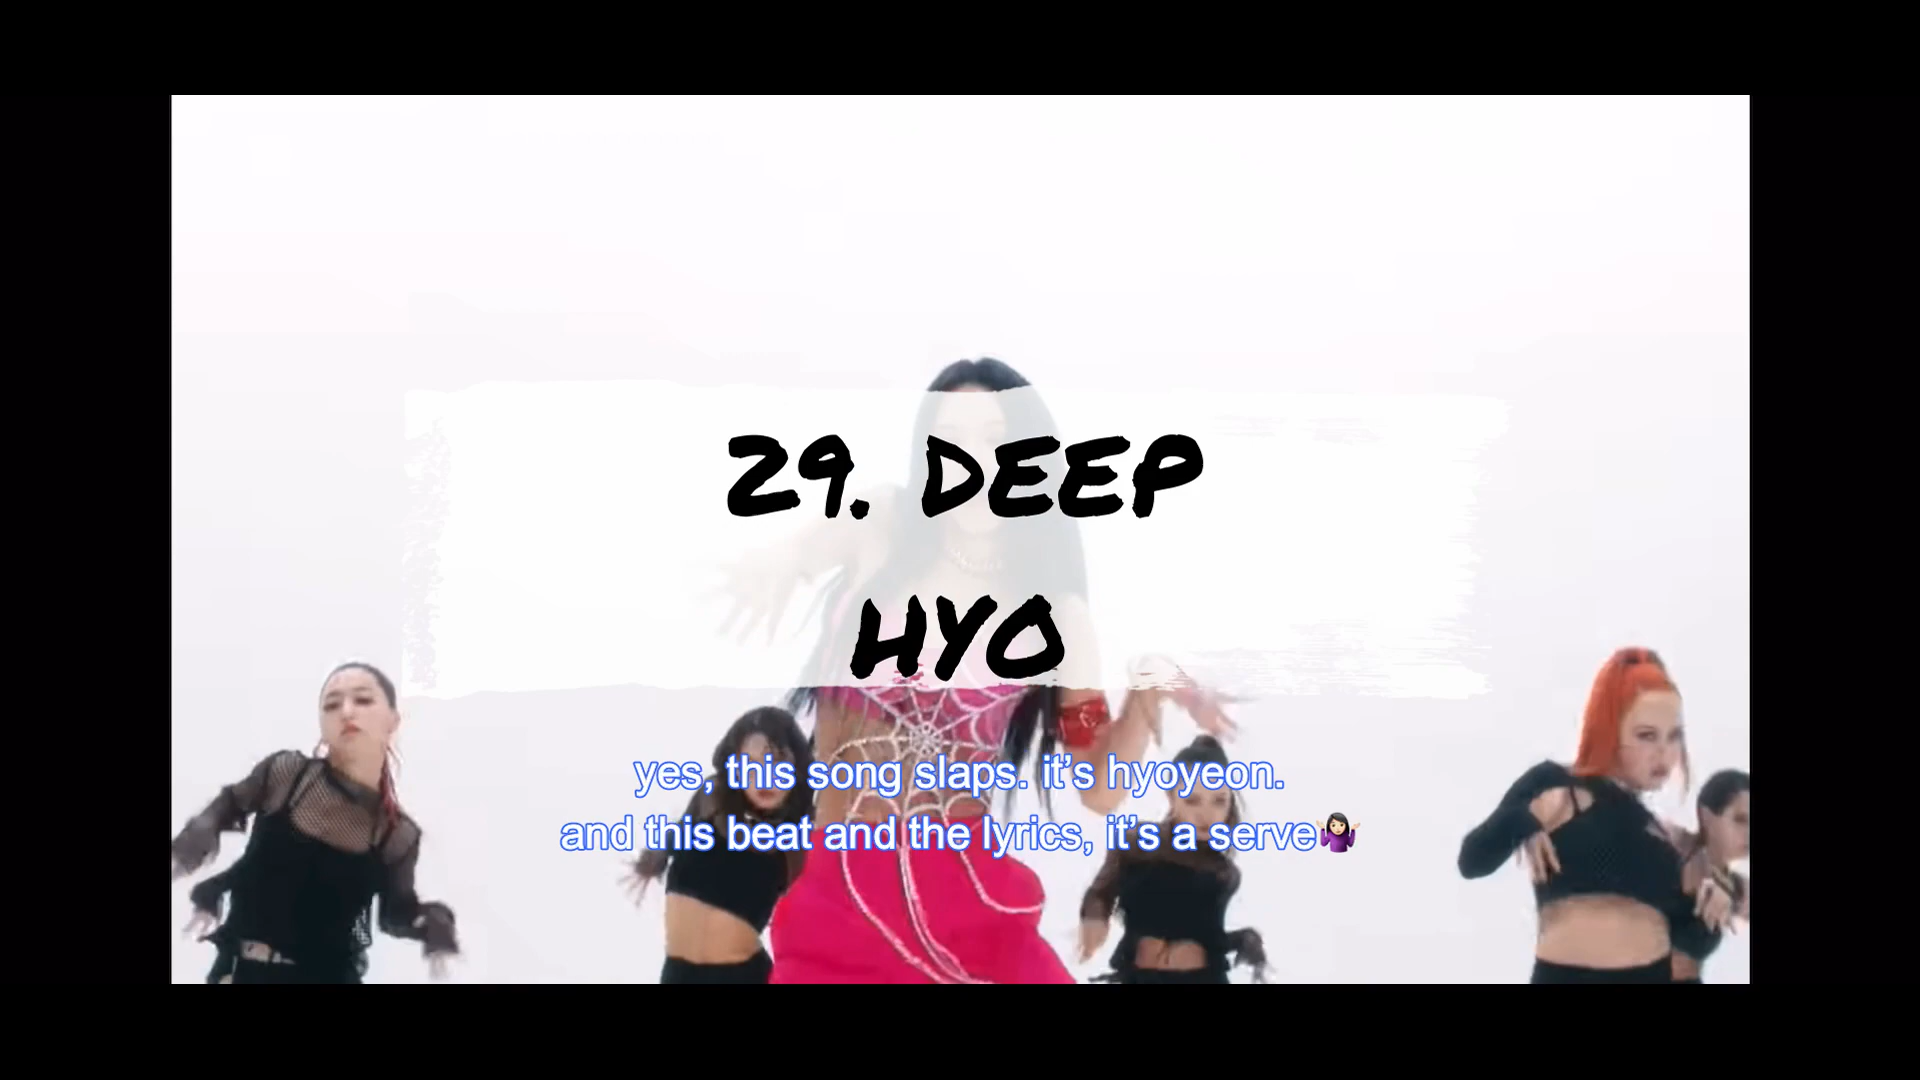 29. DEEP
HYO
yes, this song slaps. it's hyoyeon.
and this beat and the lyrics, it's a serve🤷🏻‍♀️